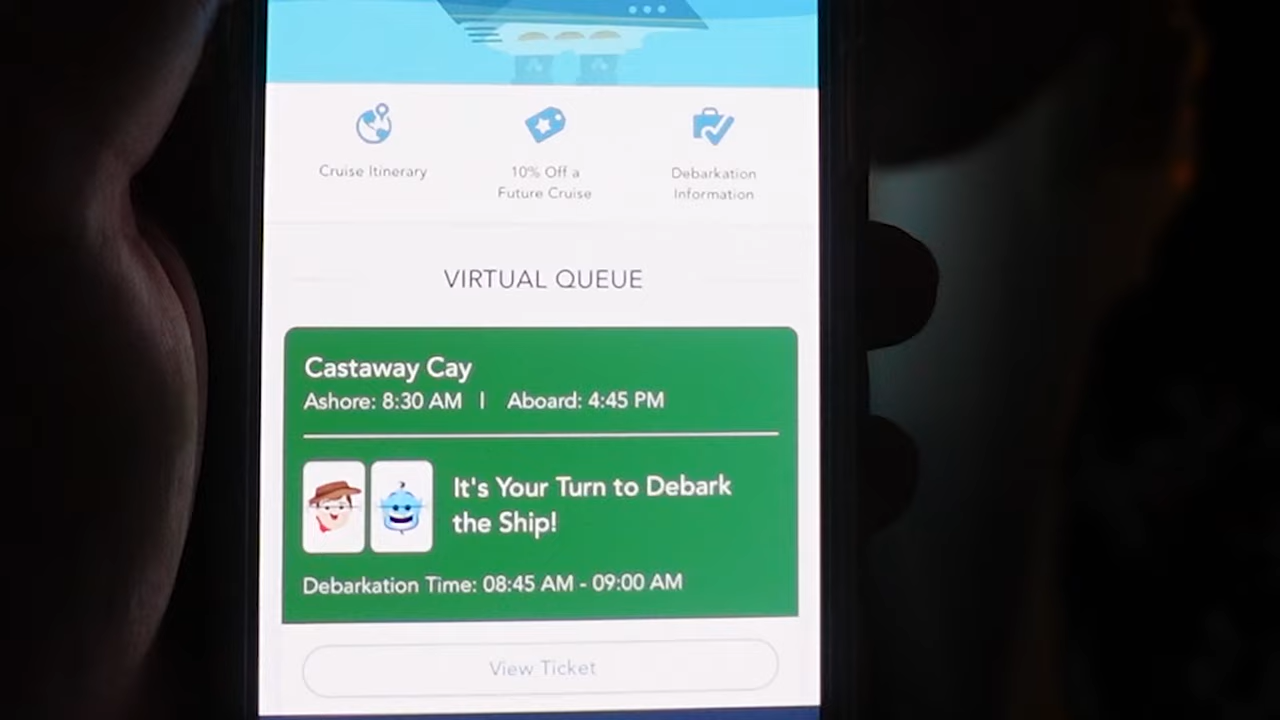 Cruise Itinerary
10% Off a
Future Cruise
Debarkation
Information
VIRTUAL QUEUE
Castaway Cay
Ashore: 8:30 AM | Aboard: 4:45 PM
It's Your Turn to Debark
the Ship!
Debarkation Time: 08:45 AM - 09:00 AM
View Ticket